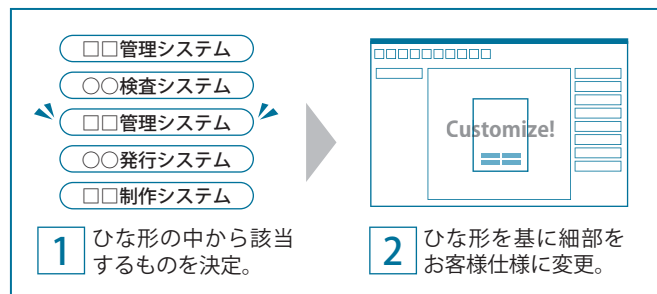 □□管理システム
○○検査システム
□□管理システム
○○発行システム
□□制作システム
Customize!
1
ひな形の中から該当
するものを決定。
2
ひな形を基に細部を
お客様仕様に変更。